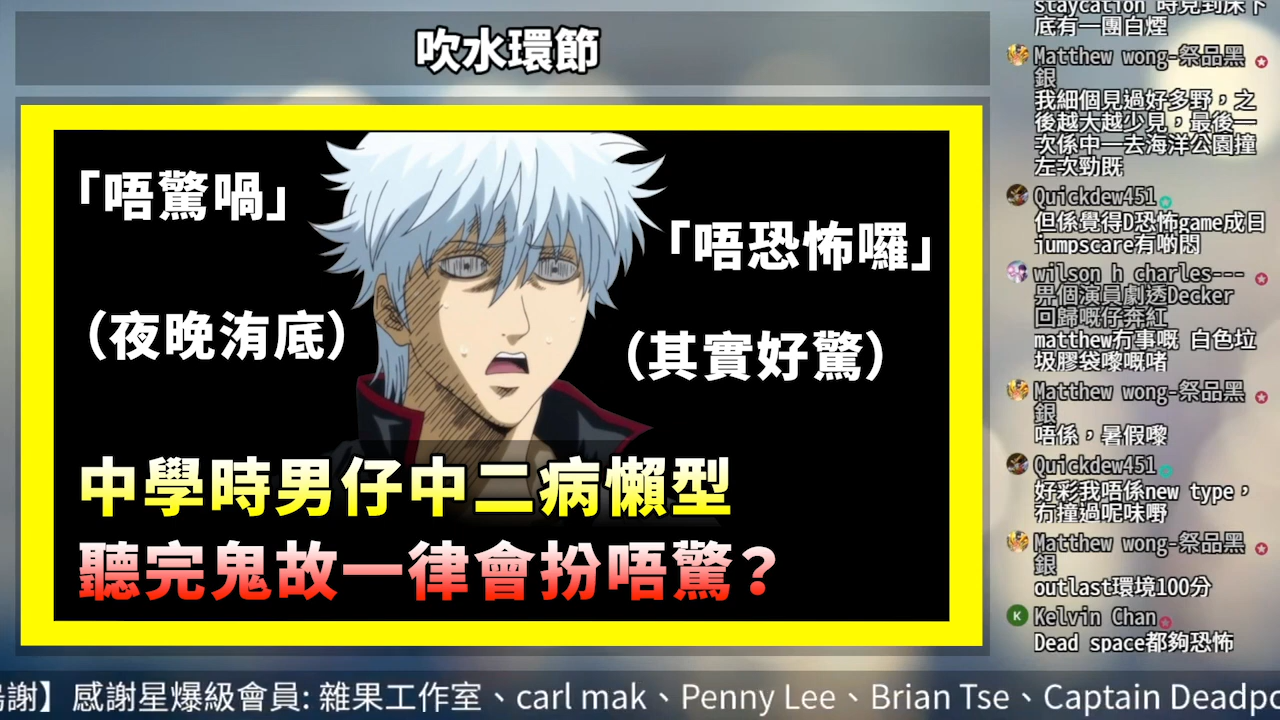 吹水環節
「唔驚喎」
「唔恐怖囉」
(夜晚洧底)
(其實好驚)
中學時男仔中二病懶型
聽完鬼故一律會扮唔驚?
staycation 時見到床下
底有一團白煙
Matthew wong-祭品黑
銀
我細個見過好多野，之
後越大越少見，最後一
次係中一去海洋公園撞
左次勁既
Quickdew451
但係覺得D恐怖game成日
jumpscare有啲悶
wilson h charles---
畀個演員劇透Decker
回歸嘅仔奔紅
matthew冇事嘅 白色垃
圾膠袋嚟嘅啫
Matthew wong-祭品黑
銀
唔係，暑假嚟
Quickdew451
好彩我唔係new type，
冇撞過呢味嘢
Matthew wong-祭品黑
銀
outlast環境100分
K Kelvin Chan
Dead space都夠恐怖
謝】感謝星爆級會員: 雜果工作室、carl mak、Penny Lee、Brian Tse、Captain Deadpo